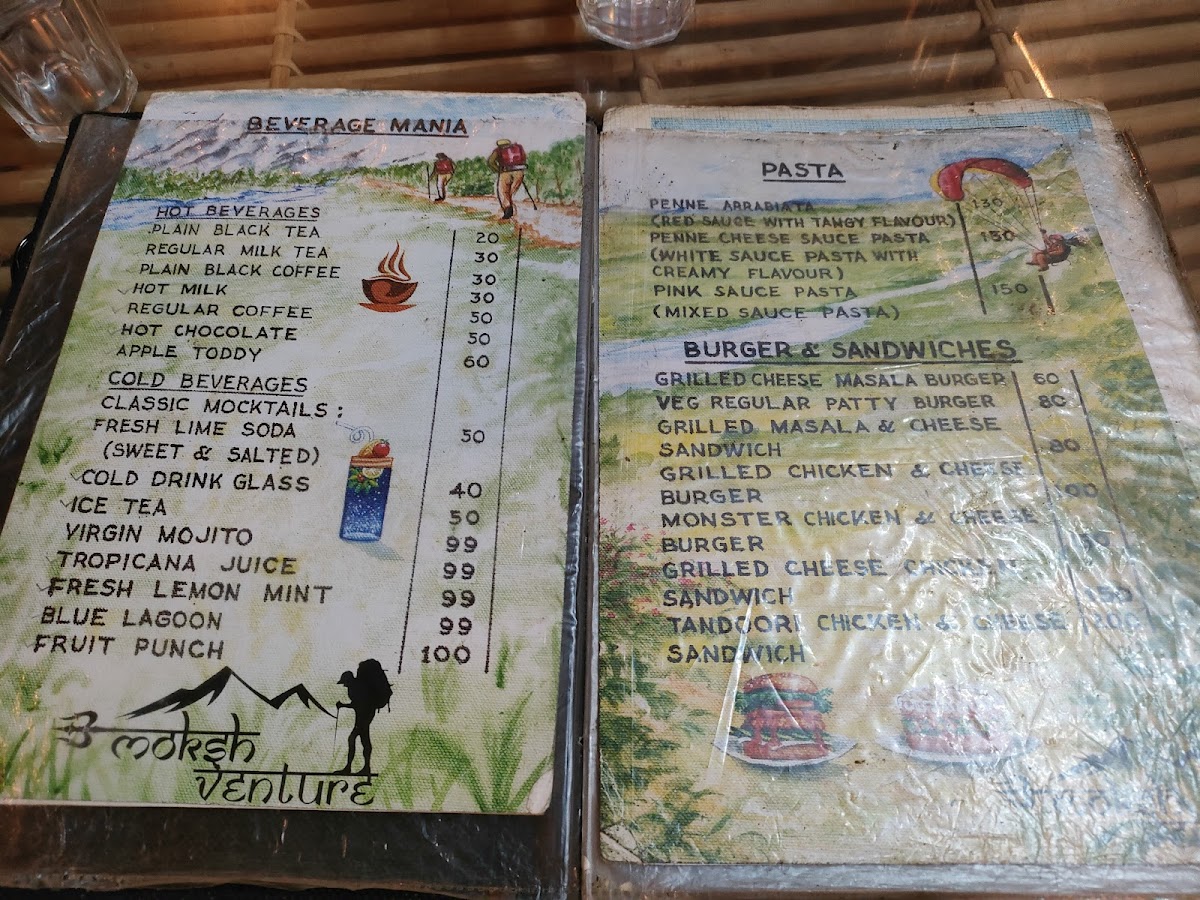 BEVERAGE MANIA
HOT BEVERAGES
PLAIN BLACK TEA 20
REGULAR MILK TEA 30
PLAIN BLACK COFFEE 30
HOT MILK 30
REGULAR COFFEE 50
HOT CHOCOLATE 50
APPLE TODDY 60
COLD BEVERAGES
CLASSIC MOCKTAILS :
FRESH LIME SODA 50
(SWEET & SALTED)
COLD DRINK GLASS 40
ICE TEA 50
VIRGIN MOJITO 99
TROPICANA JUICE 99
FRESH LEMON MINT 99
BLUE LAGOON 99
FRUIT PUNCH 100
MOKSH
VENTURE
PASTA
PENNE ARRABIATA 130
(RED SAUCE WITH TANGY FLAVOUR)
PENNE CHEESE SAUCE PASTA 150
(WHITE SAUCE PASTA WITH
CREAMY FLAVOUR)
PINK SAUCE PASTA 150
(MIXED SAUCE PASTA)
BURGER & SANDWICHES
GRILLED CHEESE MASALA BURGER 60
VEG REGULAR PATTY BURGER 80
GRILLED MASALA & CHEESE
SANDWICH 80
GRILLED CHICKEN & CHEESE
BURGER 100
MONSTER CHICKEN & CHEESE
BURGER
GRILLED CHEESE CHICKEN
SANDWICH
TANDOORI CHICKEN & CHEESE 200
SANDWICH